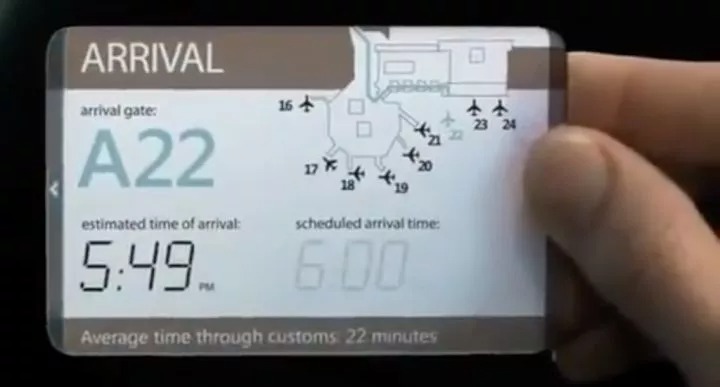 ARRIVAL
arrival gate:
A22
16
17
18
19
20
21
22
23
24
estimated time of arrival:
5:49 PM
scheduled arrival time:
6:00
Average time through customs: 22 minutes